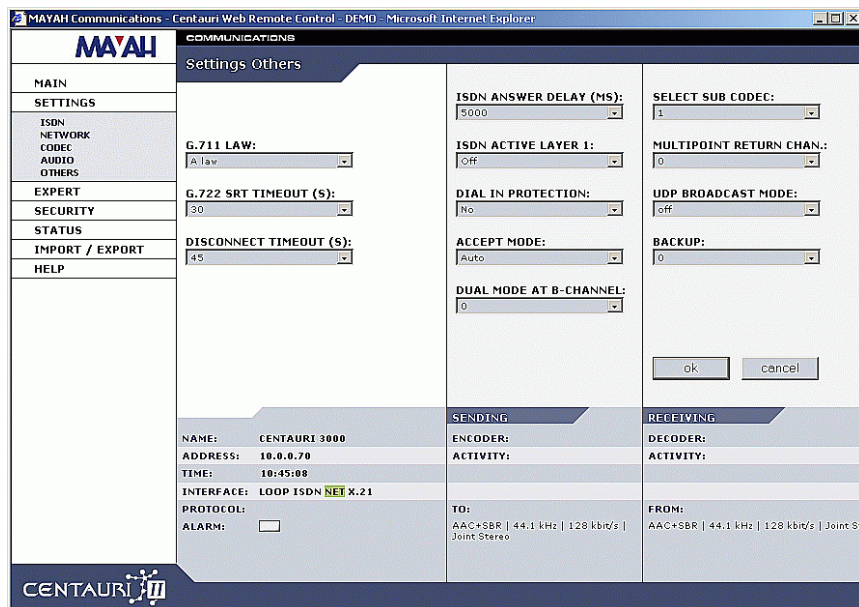 MAYAH Communications - Centauri Web Remote Control - DEMO - Microsoft Internet Explorer
MAYAH
COMMUNICATIONS
Settings Others
MAIN
SETTINGS
ISDN
NETWORK
CODEC
AUDIO
OTHERS
EXPERT
SECURITY
STATUS
IMPORT / EXPORT
HELP
G.711 LAW:
A law
G.722 SRT TIMEOUT (S):
30
DISCONNECT TIMEOUT (S):
45
ISDN ANSWER DELAY (MS):
5000
ISDN ACTIVE LAYER 1:
Off
DIAL IN PROTECTION:
No
ACCEPT MODE:
Auto
DUAL MODE AT B-CHANNEL:
0
SELECT SUB CODEC:
1
MULTIPOINT RETURN CHAN.:
0
UDP BROADCAST MODE:
off
BACKUP:
0
ok cancel
NAME: CENTAURI 3000
ADDRESS: 10.0.0.70
TIME: 10:45:08
INTERFACE: LOOP ISDN NET X.21
PROTOCOL:
ALARM:
SENDING
ENCODER:
ACTIVITY:
TO:
AAC+SBR | 44.1 kHz | 128 kbit/s |
Joint Stereo
RECEIVING
DECODER:
ACTIVITY:
FROM:
AAC+SBR | 44.1 kHz | 128 kbit/s | Joint S
CENTAURI II